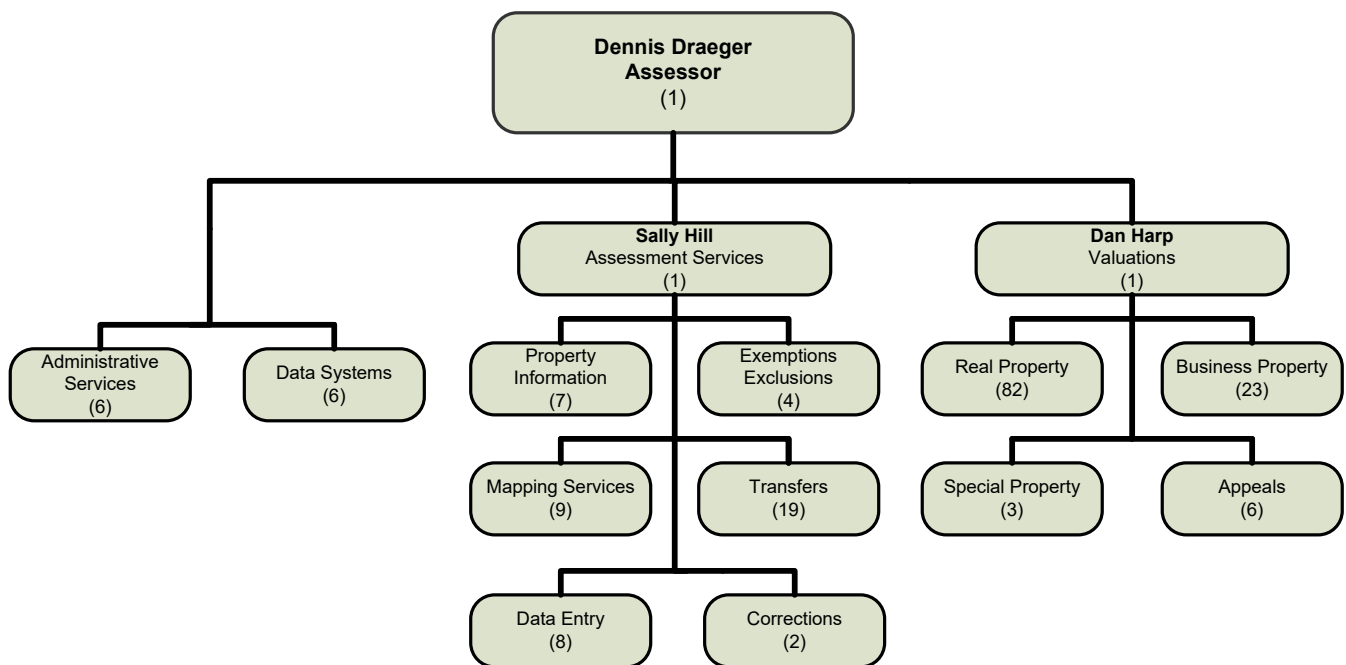 Dennis Draeger
Assessor
(1)
Sally Hill
Assessment Services
(1)
Dan Harp
Valuations
(1)
Administrative
Services
(6)
Data Systems
(6)
Property
Information
(7)
Exemptions
Exclusions
(4)
Real Property
(82)
Business Property
(23)
Mapping Services
(9)
Transfers
(19)
Special Property
(3)
Appeals
(6)
Data Entry
(8)
Corrections
(2)